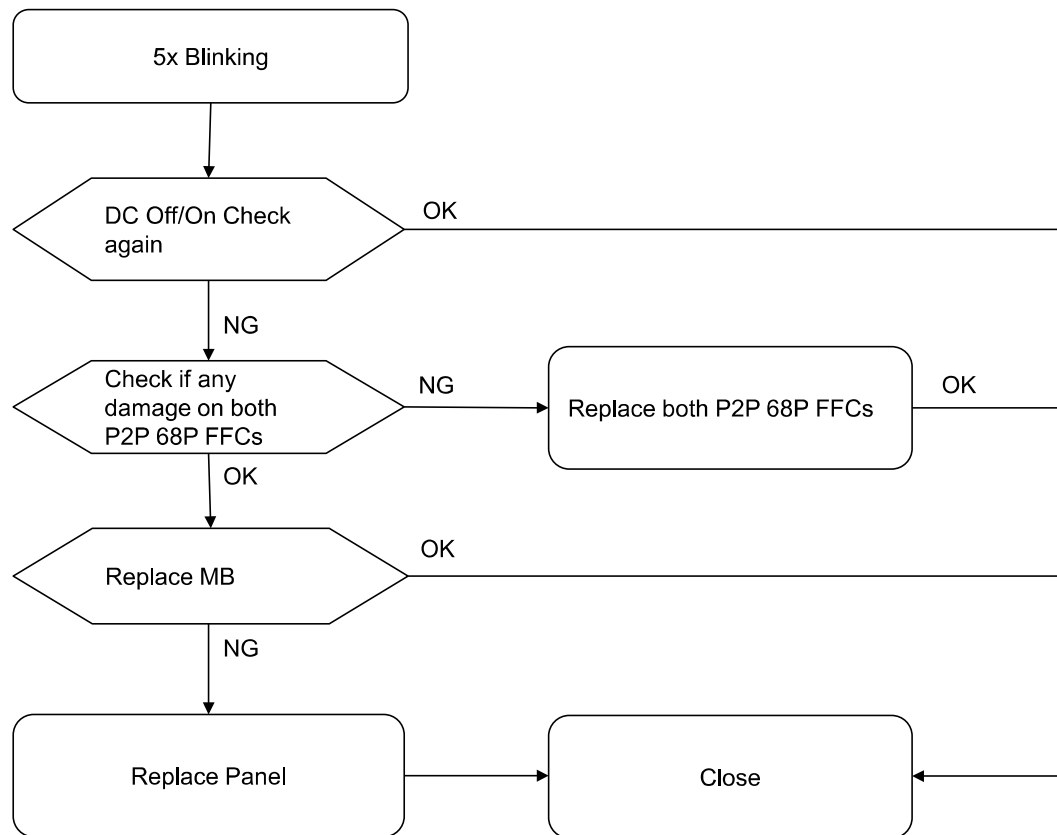 5x Blinking
DC Off/On Check
again
OK
NG
Check if any
damage on both
P2P 68P FFCs
NG
Replace both P2P 68P FFCs
OK
OK
Replace MB
OK
NG
Replace Panel
Close